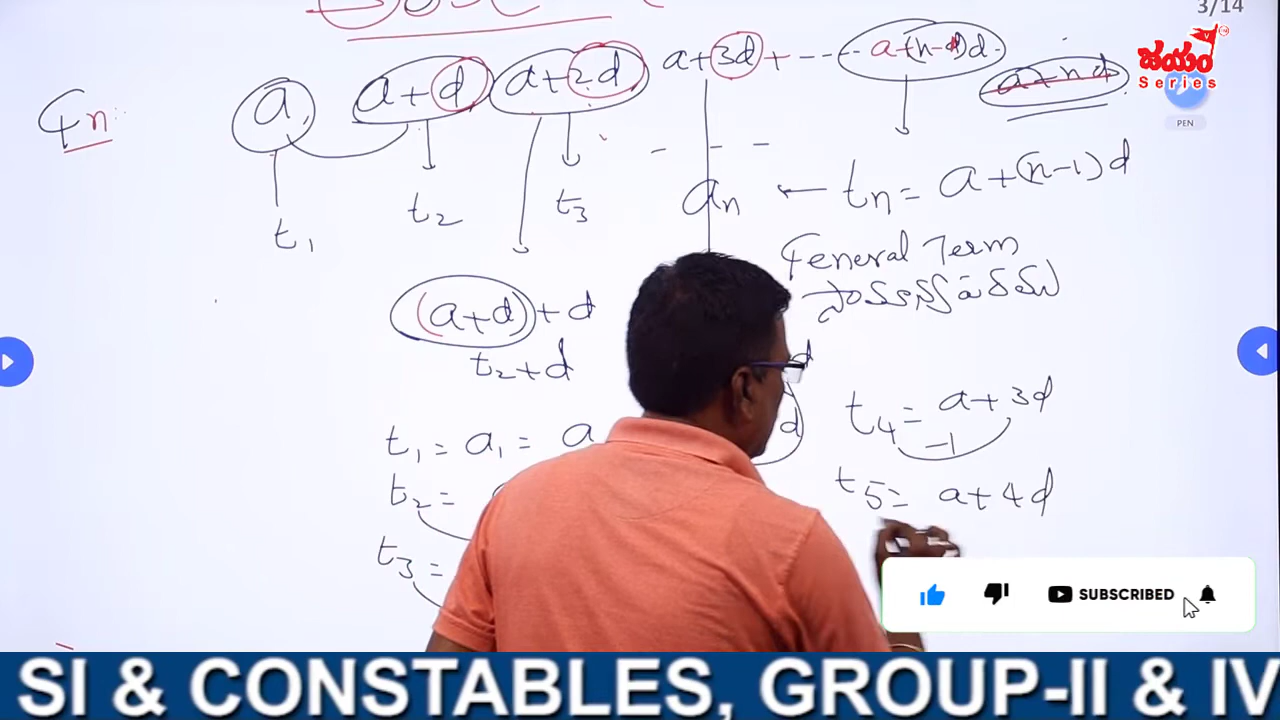 3/14
a, a+d a+2d a+3d + ---- a+(n-1)d a+nd
జయం
Series
PEN
t1 t2 t3 - - - an ← tn = a+(n-1)d
General Term
(a+d)+d
t2+d d
t1 = a1 = a d t4 = a+3d
-1
t2 = t5 = a+4d
t3 =
SUBSCRIBED
SI & CONSTABLES, GROUP-II & IV